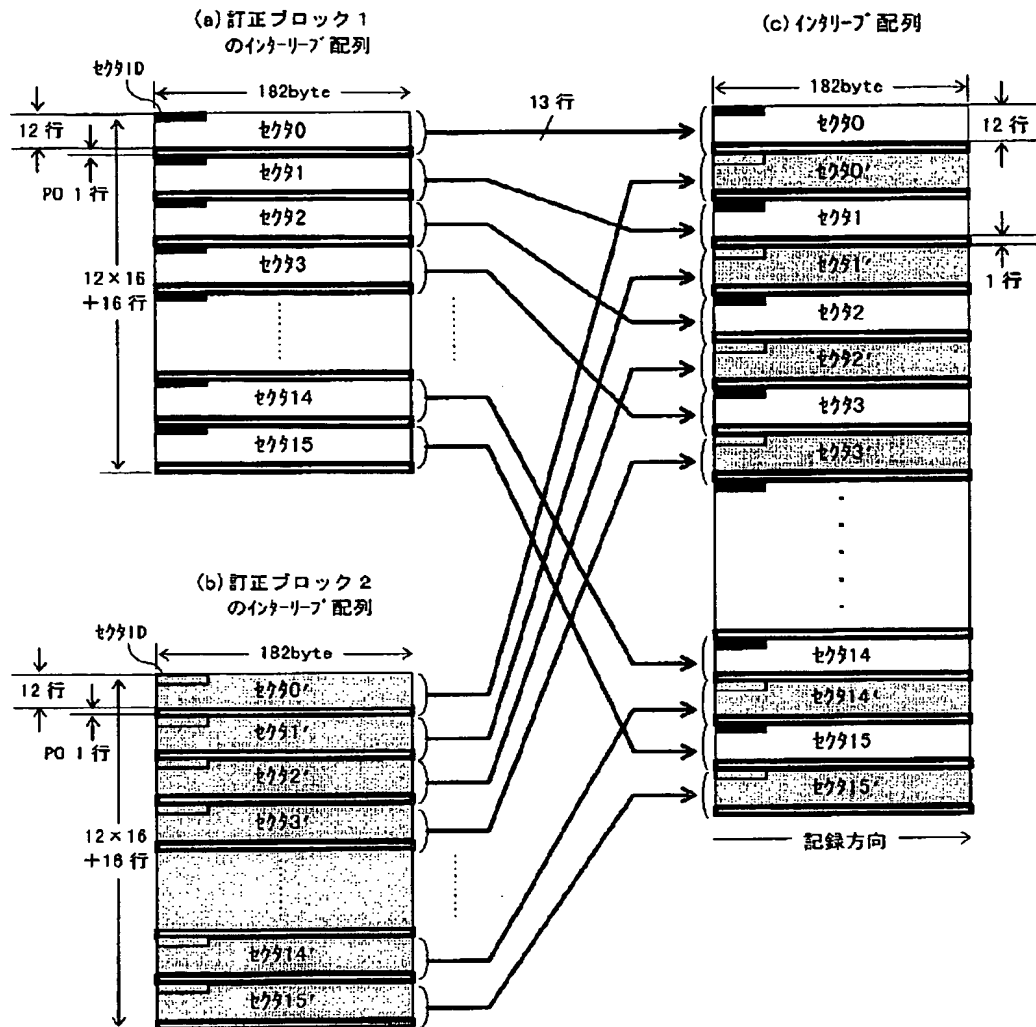 (a)訂正ブロック1
のインターリーブ配列
セクタID
182byte
12行
PO 1行
12×16
+16行
セクタ0
セクタ1
セクタ2
セクタ3
セクタ14
セクタ15
13行
(b)訂正ブロック2
のインターリーブ配列
セクタID
182byte
12行
PO 1行
12×16
+16行
セクタ0′
セクタ1′
セクタ2′
セクタ3′
セクタ14′
セクタ15′
(c)インタリーブ配列
182byte
12行
1行
セクタ0
セクタ0′
セクタ1
セクタ1′
セクタ2
セクタ2′
セクタ3
セクタ3′
セクタ14
セクタ14′
セクタ15
セクタ15′
記録方向